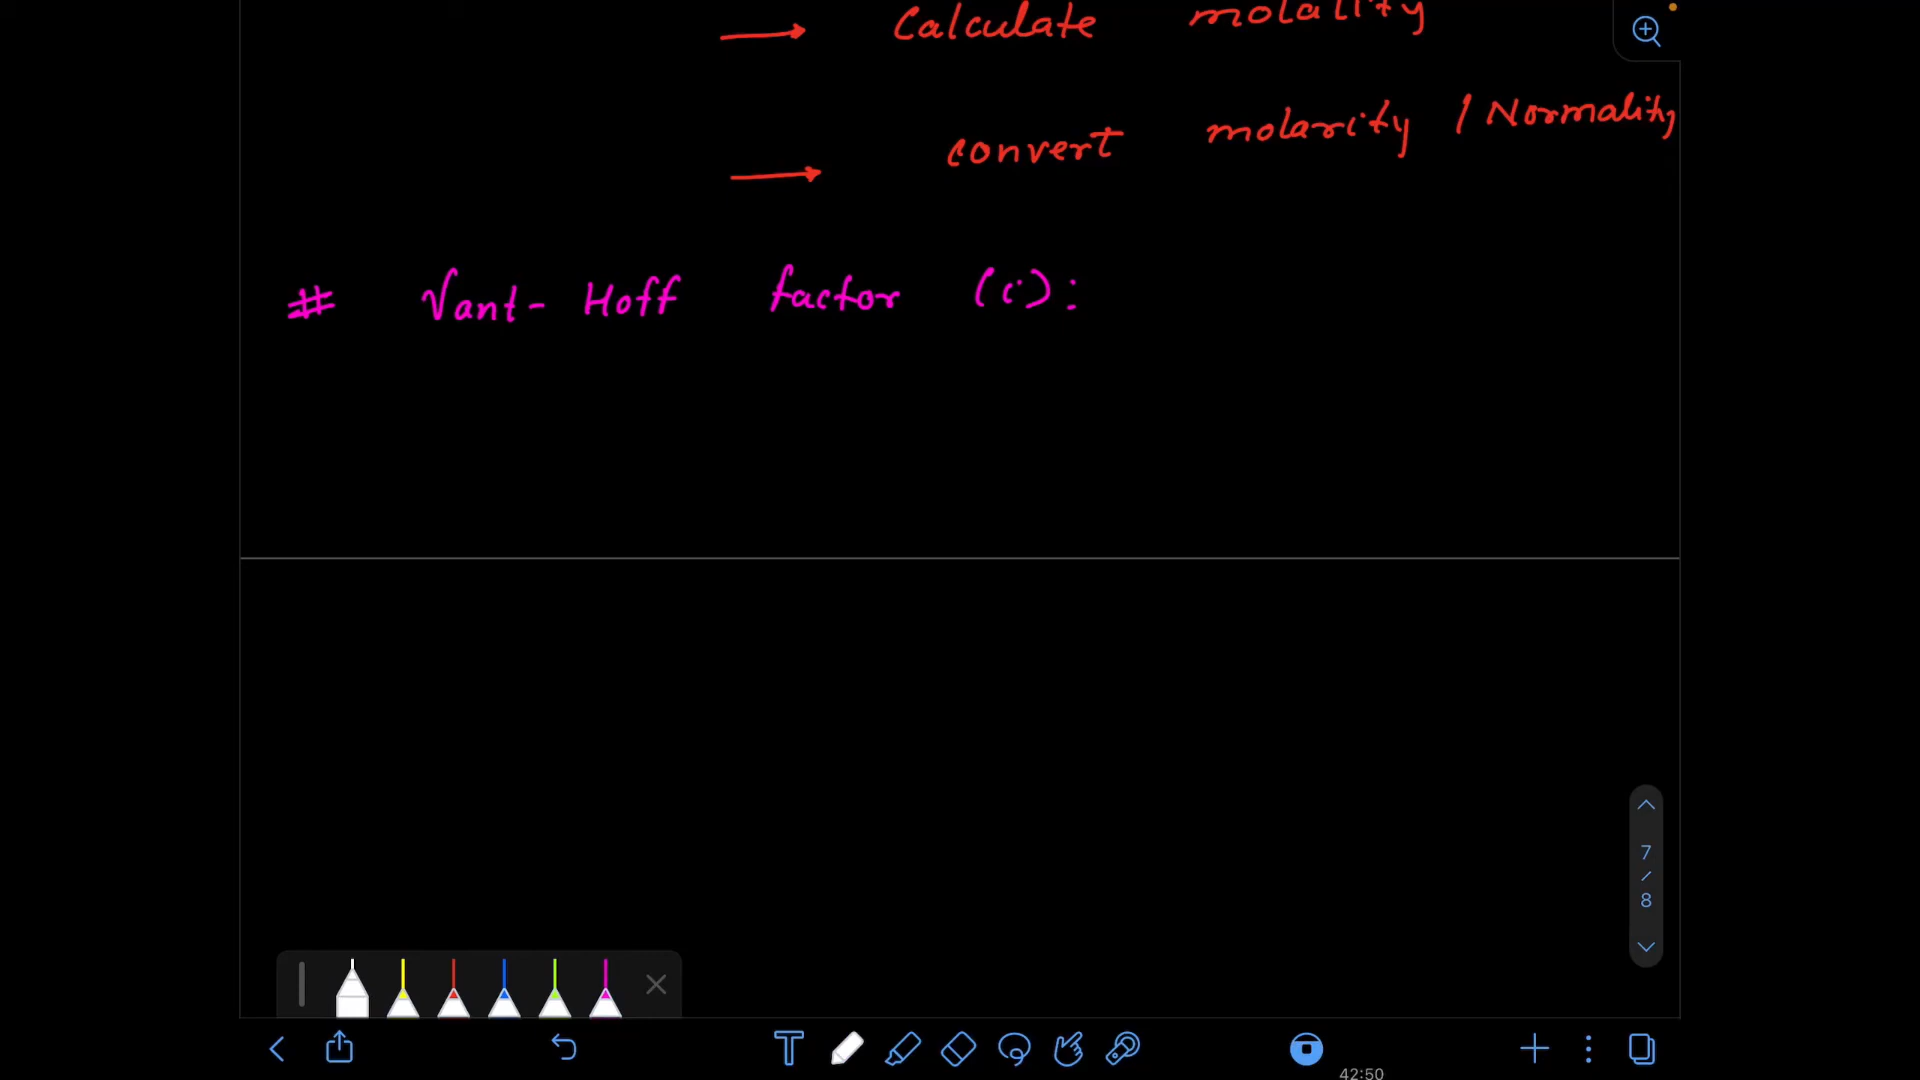 → Calculate molality
→ convert molarity / Normality
# Vant-Hoff factor (i):
7
/
8
42:50